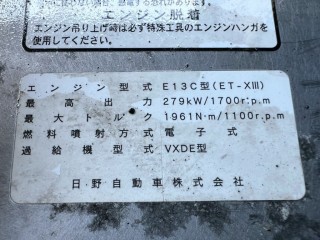 エンジン脱着
エンジン吊り上げ時は必ず特殊工具のエンジンハンガを
使用してください。
エンジン型式 E13C型(ET-XIII)
最高出力 279kW/1700r.p.m
最大トルク 1961N·m/1100r.p.m
燃料噴射方式 電子式
過給機型式 VXDE型
日野自動車株式会社